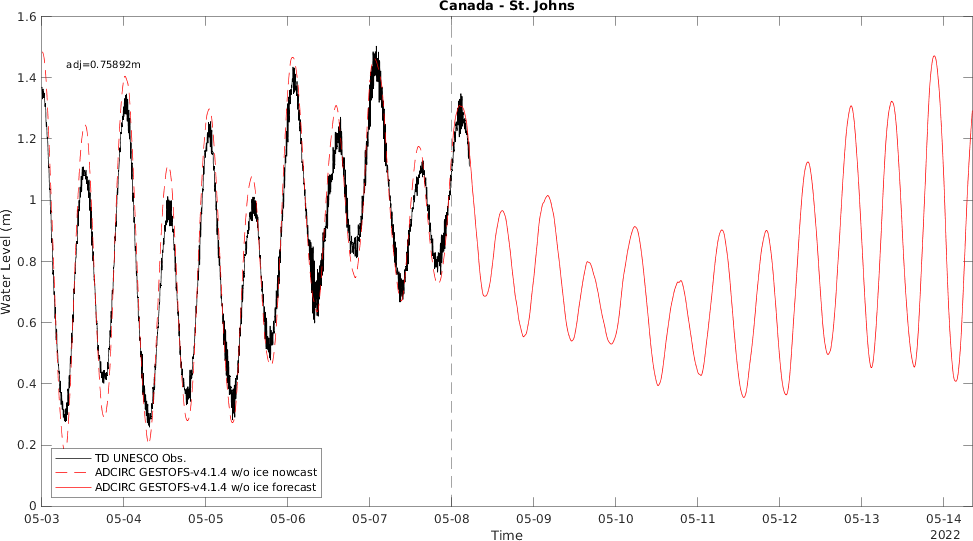 Canada - St. Johns
adj=0.75892m
Water Level (m)
1.6
1.4
1.2
1
0.8
0.6
0.4
0.2
0
TD UNESCO Obs.
ADCIRC GESTOFS-v4.1.4 w/o ice nowcast
ADCIRC GESTOFS-v4.1.4 w/o ice forecast
05-03 05-04 05-05 05-06 05-07 05-08 05-09 05-10 05-11 05-12 05-13 05-14
Time
2022